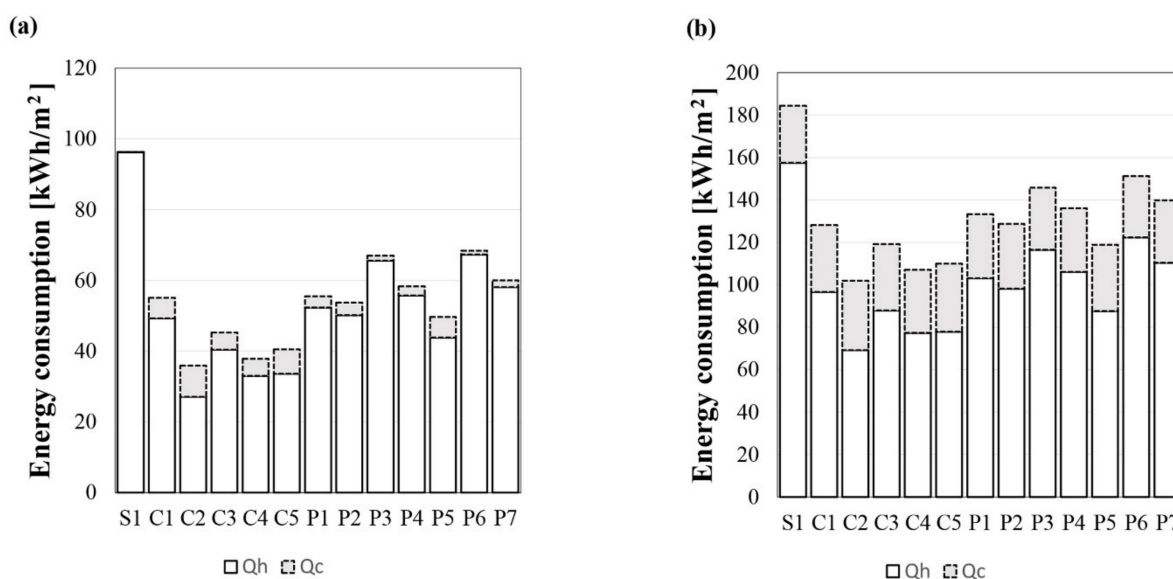 (a)
Energy consumption [kWh/m²]
120
100
80
60
40
20
0
S1 C1 C2 C3 C4 C5 P1 P2 P3 P4 P5 P6 P7
Qh Qc
(b)
Energy consumption [kWh/m²]
200
180
160
140
120
100
80
60
40
20
0
S1 C1 C2 C3 C4 C5 P1 P2 P3 P4 P5 P6 P7
Qh Qc